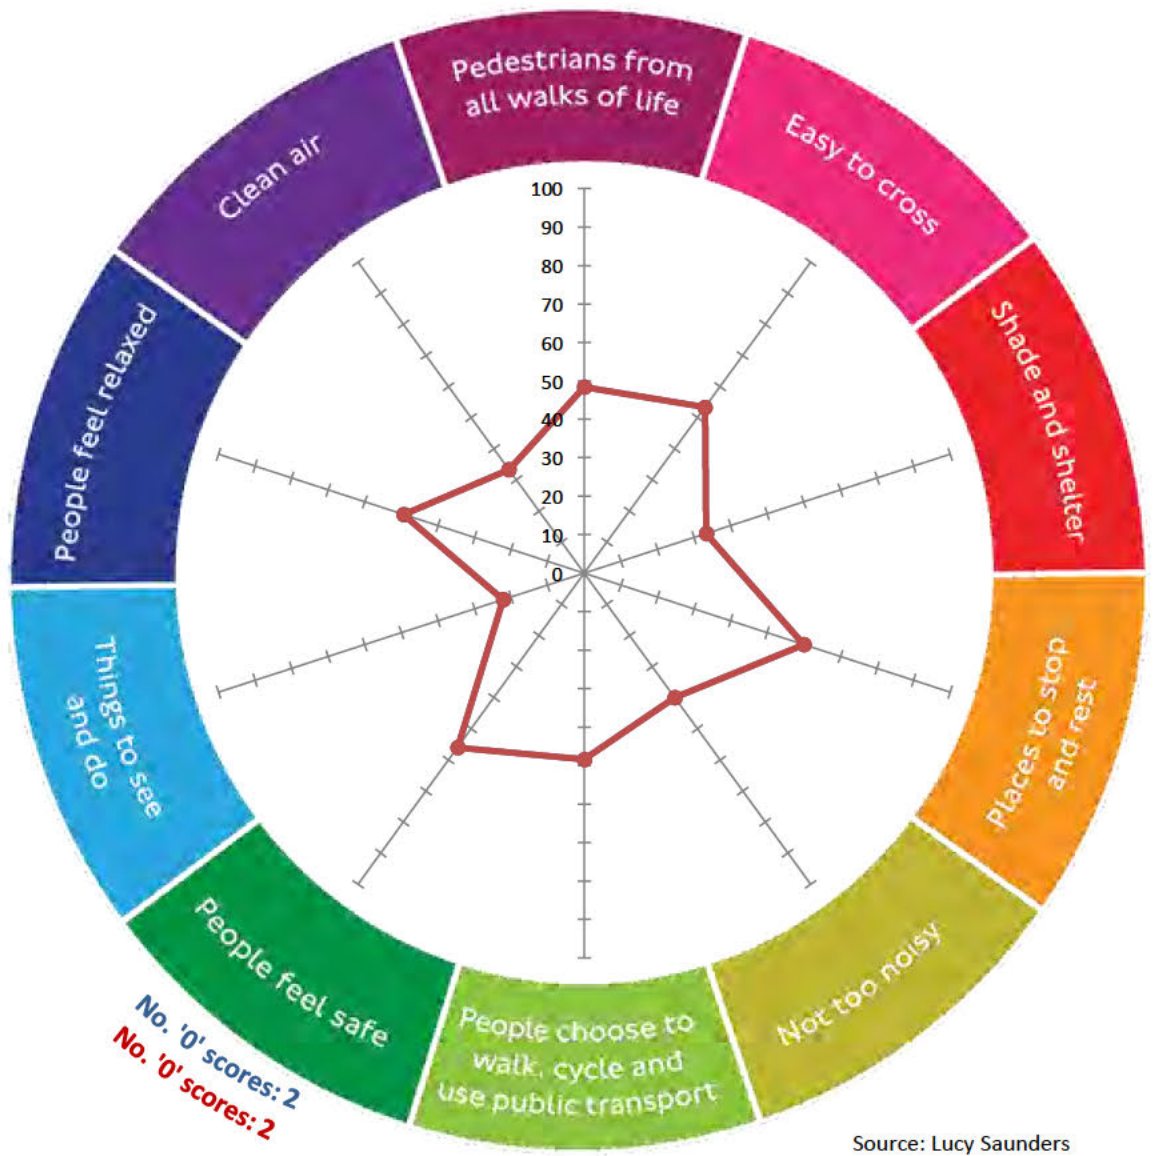 Pedestrians from
all walks of life
Easy to cross
Shade and shelter
Places to stop
and rest
Not too noisy
People choose to
walk, cycle and
use public transport
People feel safe
Things to see
and do
People feel relaxed
Clean air
100
90
80
70
60
50
40
30
20
10
0
No. '0' scores: 2
No. '0' scores: 2
Source: Lucy Saunders